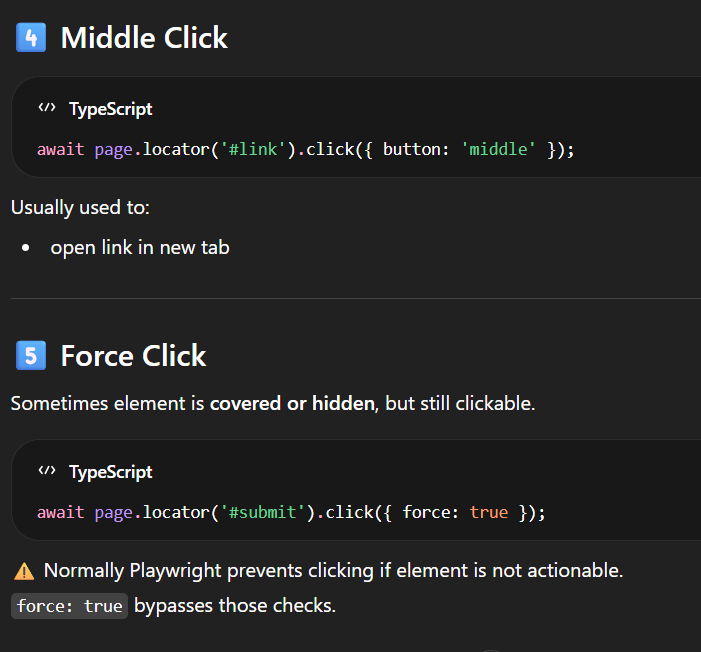 4 Middle Click
</> TypeScript
await page.locator('#link').click({ button: 'middle' });
Usually used to:
• open link in new tab
5 Force Click
Sometimes element is covered or hidden, but still clickable.
</> TypeScript
await page.locator('#submit').click({ force: true });
⚠️ Normally Playwright prevents clicking if element is not actionable.
force: true bypasses those checks.